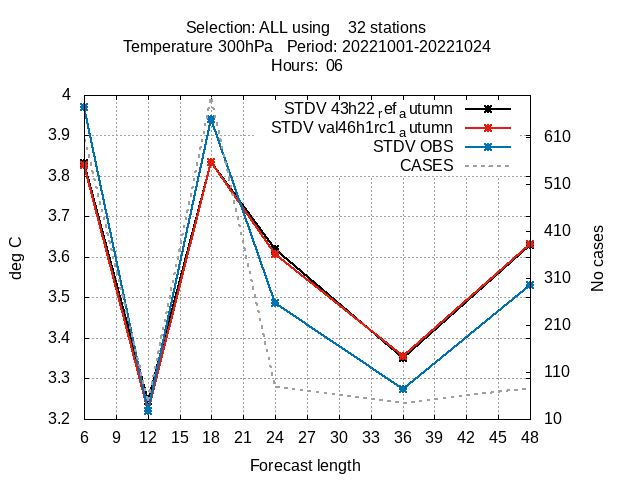 Selection: ALL using    32 stations
Temperature 300hPa   Period: 20221001-20221024
Hours:  06
STDV 43h22_ref_autumn
STDV val46h1rc1_autumn
STDV OBS
CASES
4
3.9
3.8
3.7
3.6
3.5
3.4
3.3
3.2
deg C
610
510
410
310
210
110
10
No cases
6 9 12 15 18 21 24 27 30 33 36 39 42 45 48
Forecast length